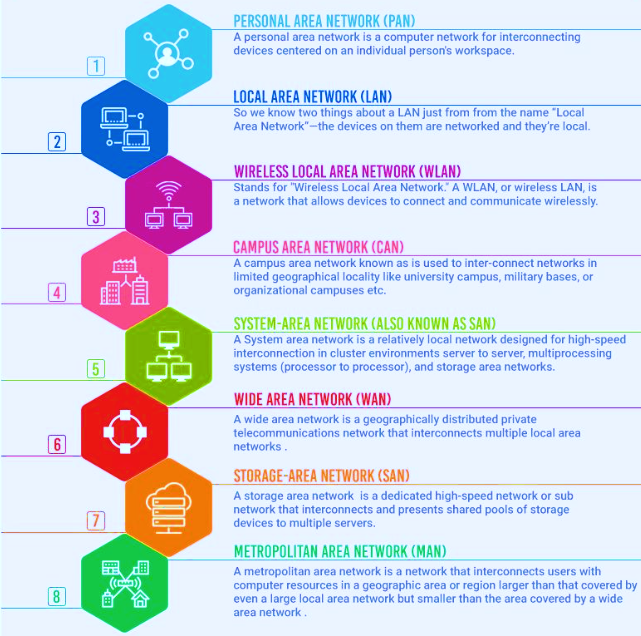 PERSONAL AREA NETWORK (PAN)
A personal area network is a computer network for interconnecting
devices centered on an individual person's workspace.
1
LOCAL AREA NETWORK (LAN)
So we know two things about a LAN just from from the name "Local
Area Network"—the devices on them are networked and they're local.
2
WIRELESS LOCAL AREA NETWORK (WLAN)
Stands for "Wireless Local Area Network." A WLAN, or wireless LAN, is
a network that allows devices to connect and communicate wirelessly.
3
CAMPUS AREA NETWORK (CAN)
A campus area network known as is used to inter-connect networks in
limited geographical locality like university campus, military bases, or
organizational campuses etc.
4
SYSTEM-AREA NETWORK (ALSO KNOWN AS SAN)
A System area network is a relatively local network designed for high-speed
interconnection in cluster environments server to server, multiprocessing
systems (processor to processor), and storage area networks.
5
WIDE AREA NETWORK (WAN)
A wide area network is a geographically distributed private
telecommunications network that interconnects multiple local area
networks .
6
STORAGE-AREA NETWORK (SAN)
A storage area network is a dedicated high-speed network or sub
network that interconnects and presents shared pools of storage
devices to multiple servers.
7
METROPOLITAN AREA NETWORK (MAN)
A metropolitan area network is a network that interconnects users with
computer resources in a geographic area or region larger than that covered by
even a large local area network but smaller than the area covered by a wide
area network .
8